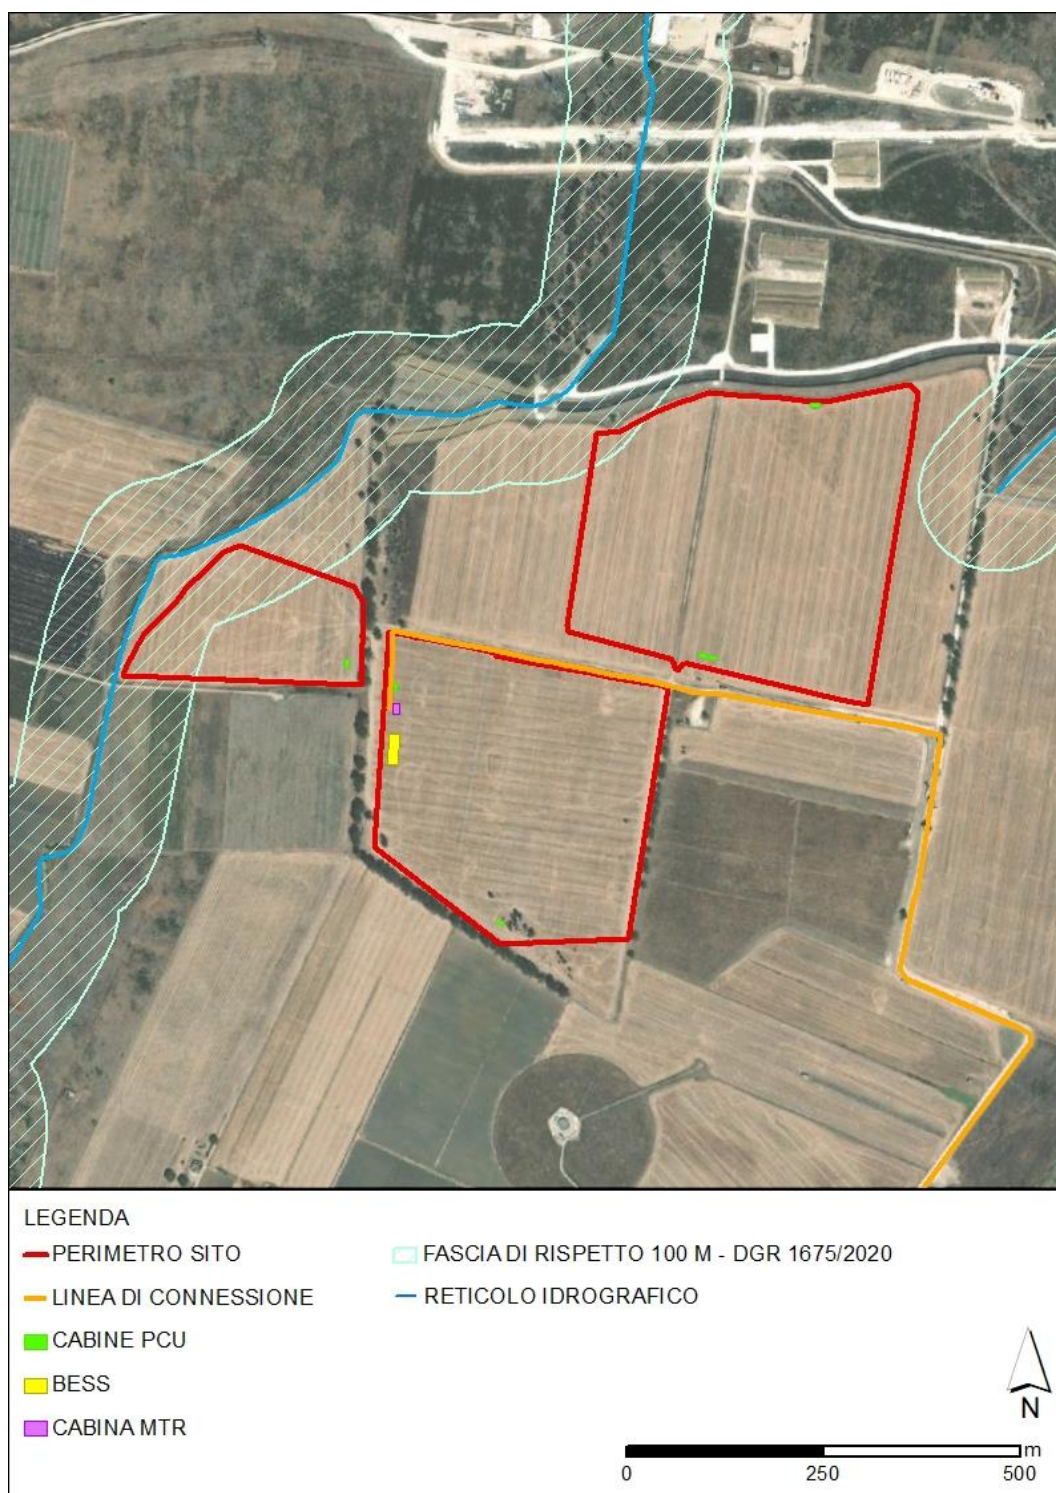 LEGENDA
PERIMETRO SITO
FASCIA DI RISPETTO 100 M - DGR 1675/2020
LINEA DI CONNESSIONE
RETICOLO IDROGRAFICO
CABINE PCU
BESS
CABINA MTR
N
m
0 250 500